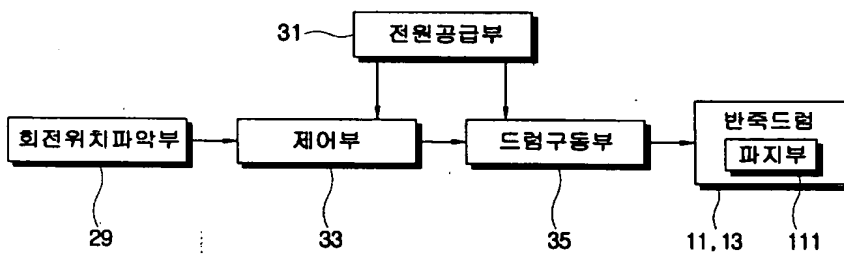 31
전원공급부
회전위치파악부
제어부
드럼구동부
반죽드럼
파지부
29
33
35
11, 13
111